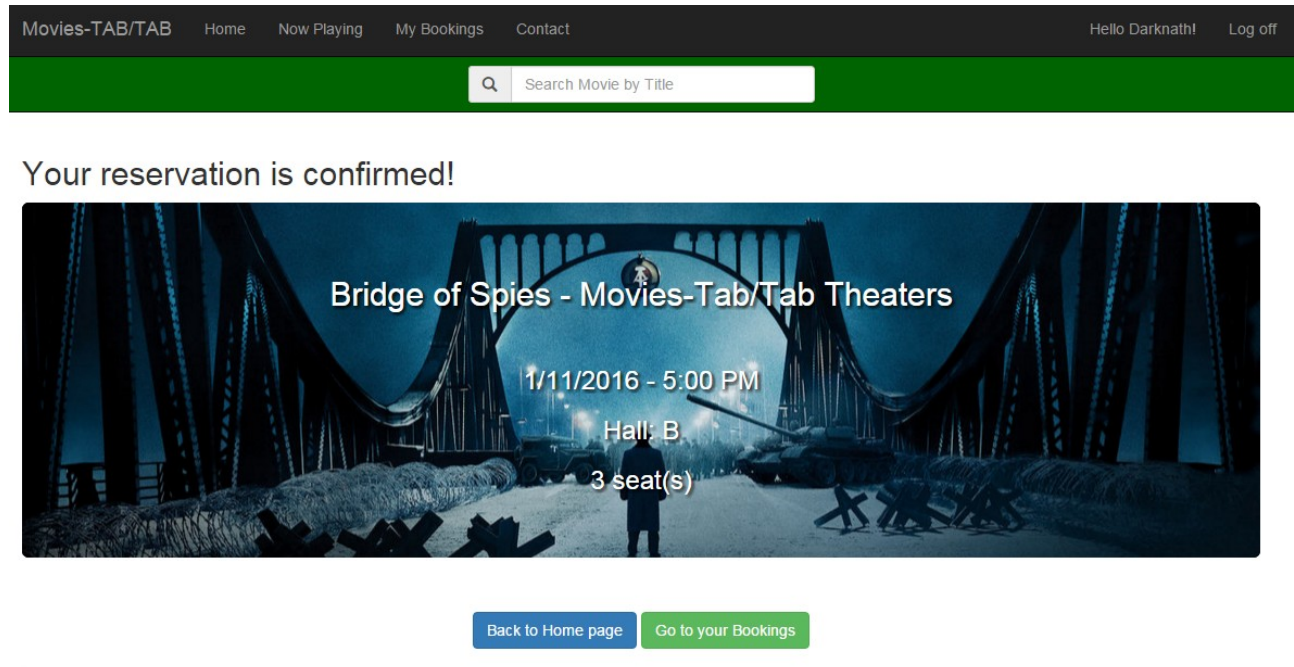 Movies-TAB/TAB Home Now Playing My Bookings Contact Hello Darknath! Log off
Search Movie by Title
Your reservation is confirmed!
Bridge of Spies - Movies-Tab/Tab Theaters
1/11/2016 - 5:00 PM
Hall: B
3 seat(s)
Back to Home page Go to your Bookings